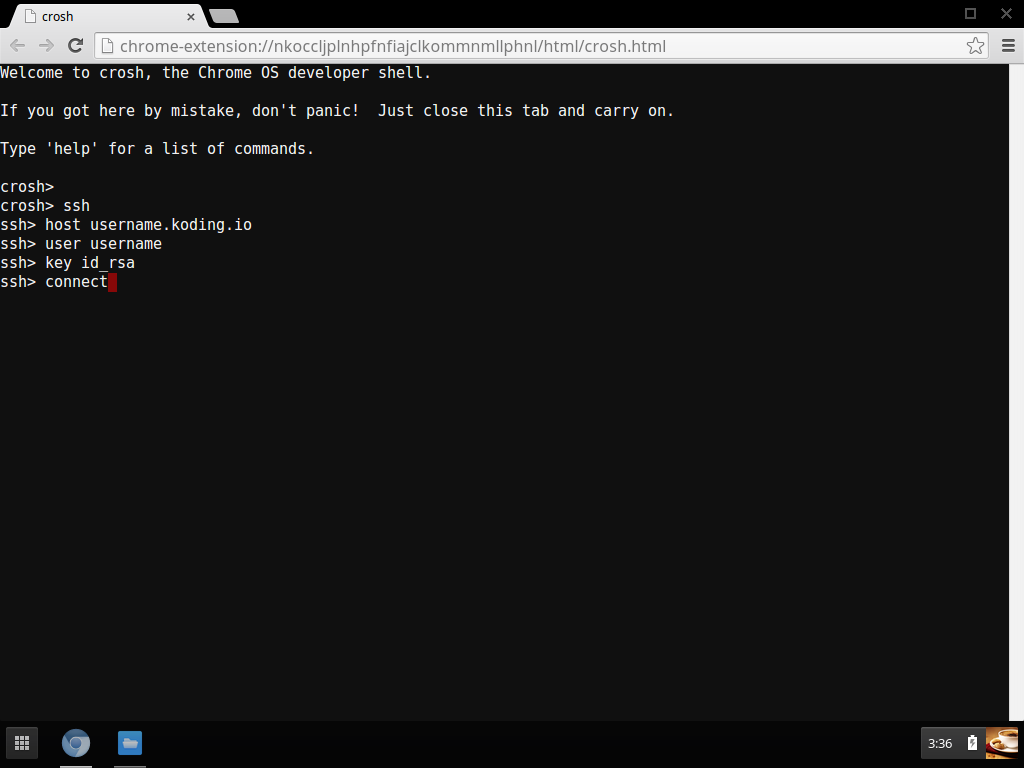 crosh
chrome-extension://nkoccljplnhpfnfiajclkommnmllphnl/html/crosh.html
Welcome to crosh, the Chrome OS developer shell.
If you got here by mistake, don't panic!  Just close this tab and carry on.
Type 'help' for a list of commands.
crosh>
crosh> ssh
ssh> host username.koding.io
ssh> user username
ssh> key id_rsa
ssh> connect
3:36